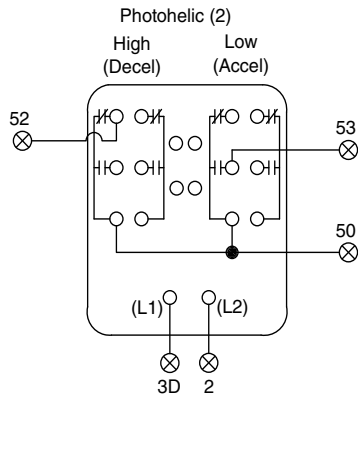 Photohelic (2)
High
(Decel)
Low
(Accel)
52
53
50
(L1)
(L2)
3D
2